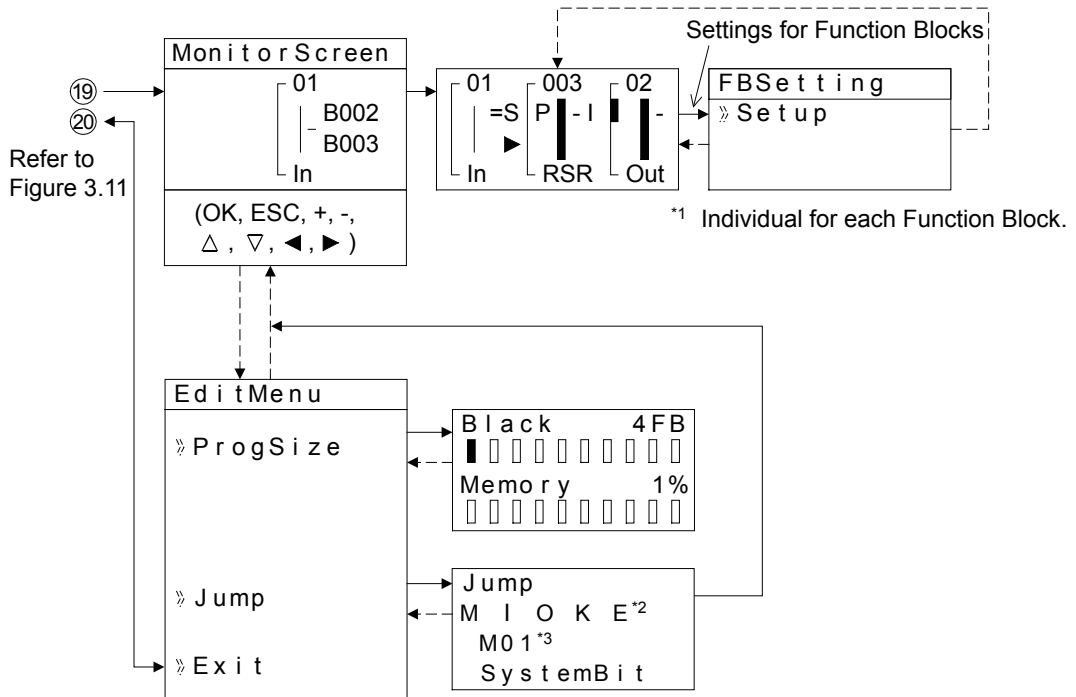 Settings for Function Blocks
MonitorScreen
01
B002
B003
In
(OK, ESC, +, -,
△ , ▽, ◀, ▶ )
19
20
Refer to
Figure 3.11
01 003 02
=S P - I -
▶
In RSR Out
FBSetting
» Setup
*1 Individual for each Function Block.
EditMenu
» ProgSize
Black 4FB
Memory 1%
» Jump
Jump
M I O K E*2
M01*3
SystemBit
» Exit